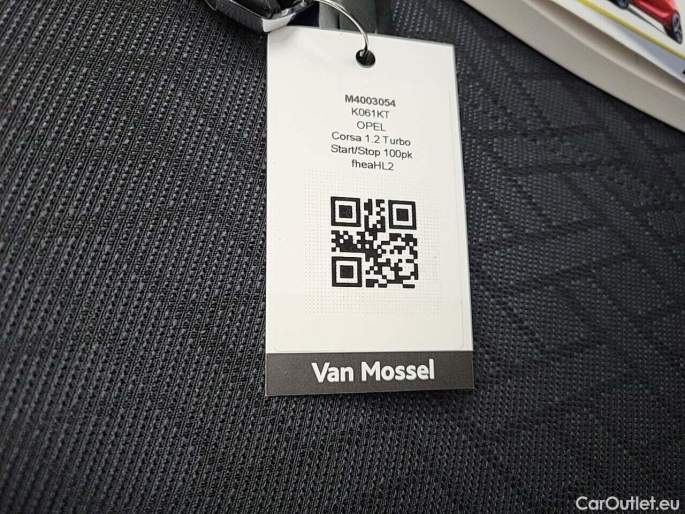 M4003054
K061KT
OPEL
Corsa 1.2 Turbo
Start/Stop 100pk
fheaHL2
Van Mossel
CarOutlet.eu